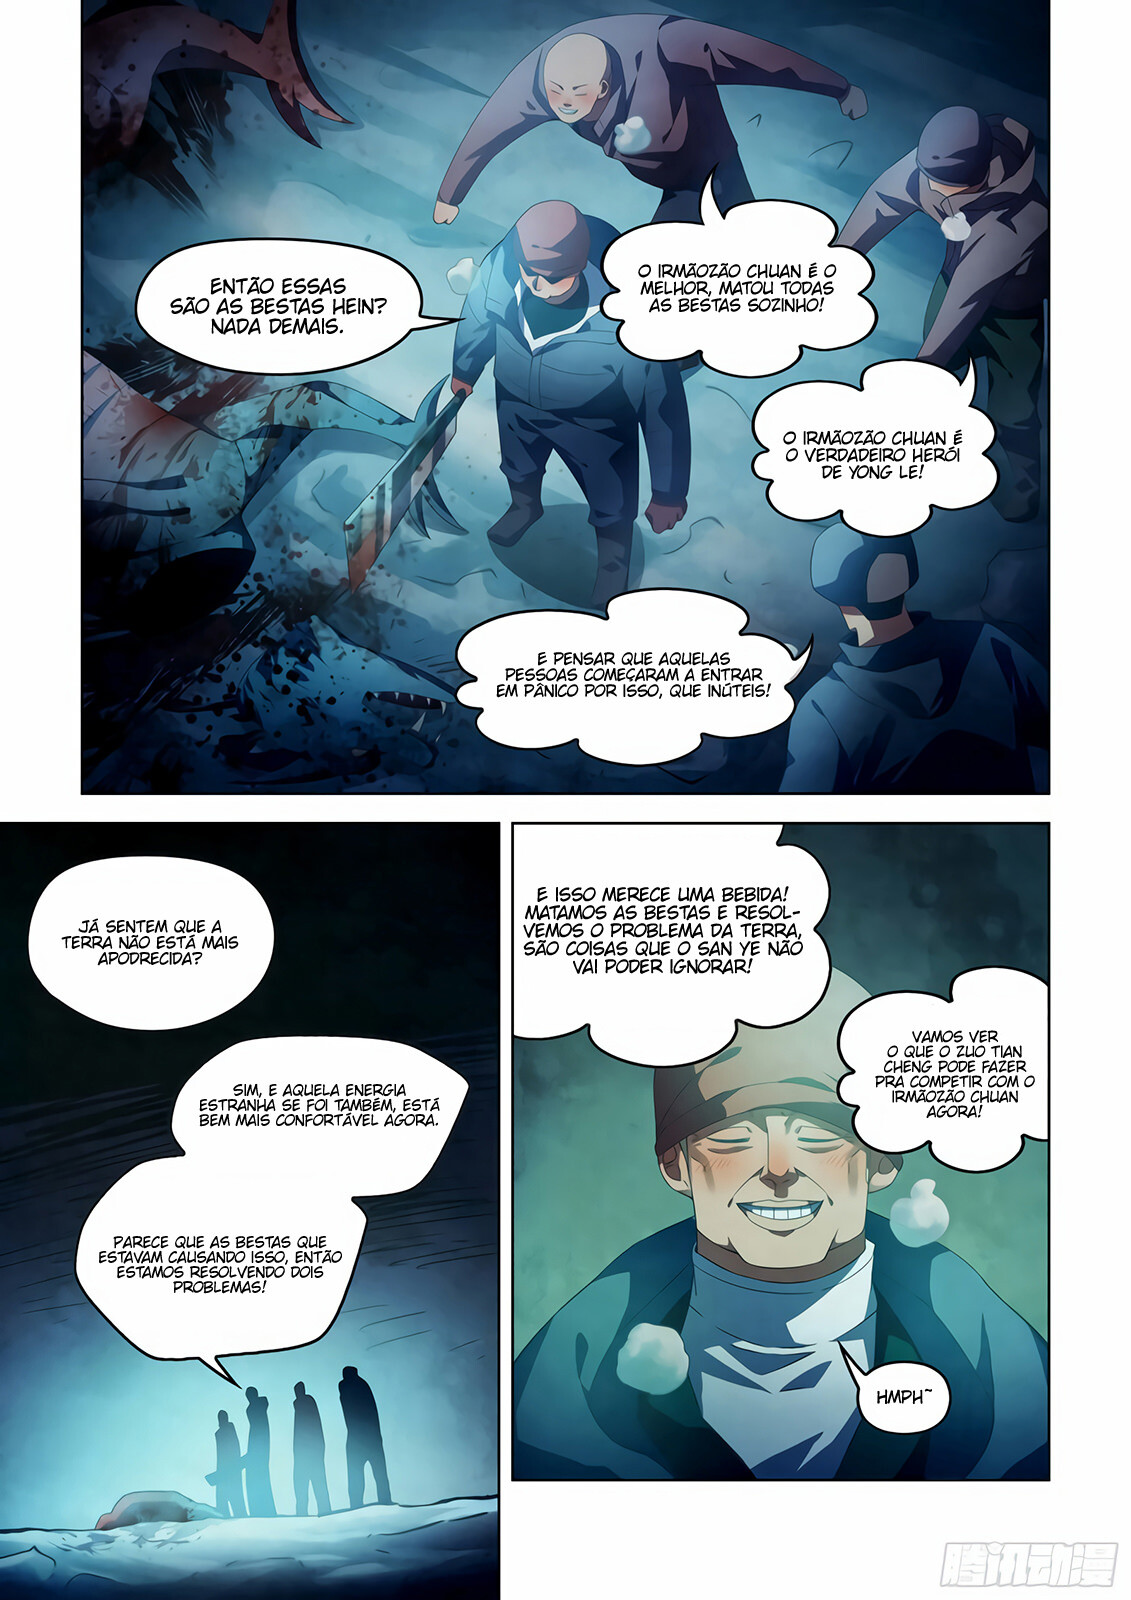 ENTÃO ESSAS
SÃO AS BESTAS HEIN?
NADA DEMAIS.
O IRMÃOZÃO CHUAN É O
MELHOR, MATOU TODAS
AS BESTAS SOZINHO!
O IRMÃOZÃO CHUAN É
O VERDADEIRO HERÓI
DE YONG LE!
E PENSAR QUE AQUELAS
PESSOAS COMEÇARAM A ENTRAR
EM PÂNICO POR ISSO, QUE INÚTEIS!
JÁ SENTEM QUE A
TERRA NÃO ESTÁ MAIS
APODRECIDA?
SIM, E AQUELA ENERGIA
ESTRANHA SE FOI TAMBÉM, ESTÁ
BEM MAIS CONFORTÁVEL AGORA.
PARECE QUE AS BESTAS QUE
ESTAVAM CAUSANDO ISSO, ENTÃO
ESTAMOS RESOLVENDO DOIS
PROBLEMAS!
E ISSO MERECE UMA BEBIDA!
MATAMOS AS BESTAS E RESOL-
VEMOS O PROBLEMA DA TERRA,
SÃO COISAS QUE O SAN YE NÃO
VAI PODER IGNORAR!
VAMOS VER
O QUE O ZUO TIAN
CHENG PODE FAZER
PRA COMPETIR COM O
IRMÃOZÃO CHUAN
AGORA!
HMPH~
腾讯动漫